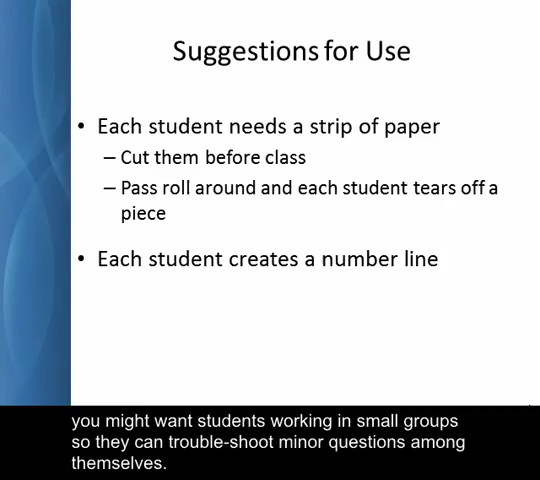 Suggestions for Use
• Each student needs a strip of paper
– Cut them before class
– Pass roll around and each student tears off a
piece
• Each student creates a number line
you might want students working in small groups
so they can trouble-shoot minor questions among
themselves.